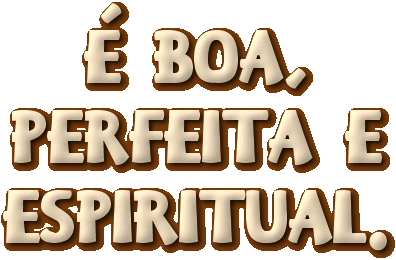 É BOA,
PERFEITA E
ESPIRITUAL.